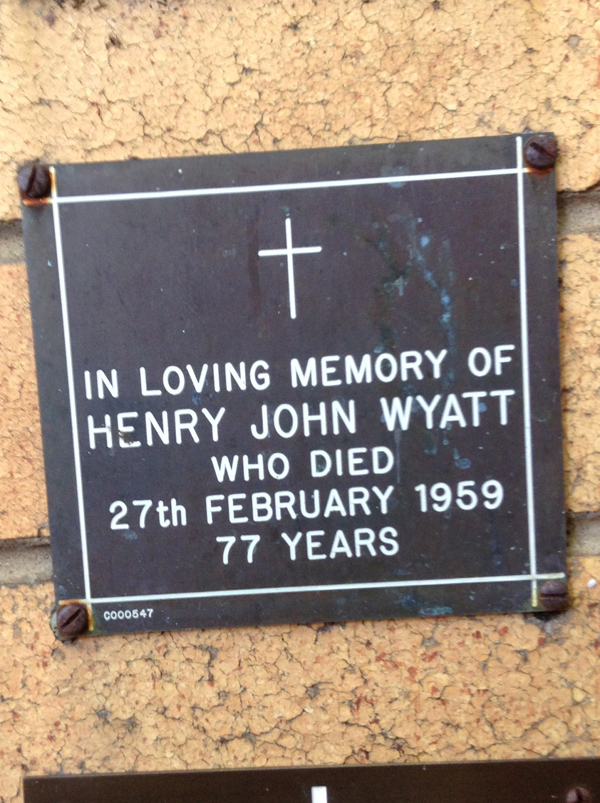 IN LOVING MEMORY OF
HENRY JOHN WYATT
WHO DIED
27th FEBRUARY 1959
77 YEARS
C000547